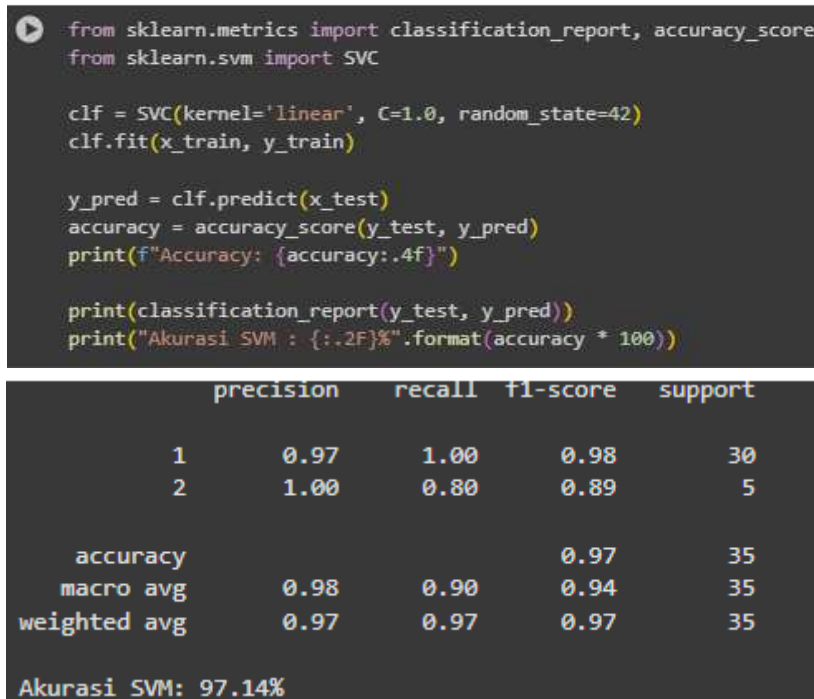 from sklearn.metrics import classification_report, accuracy_score
from sklearn.svm import SVC
clf = SVC(kernel='linear', C=1.0, random_state=42)
clf.fit(x_train, y_train)
y_pred = clf.predict(x_test)
accuracy = accuracy_score(y_test, y_pred)
print(f"Accuracy: {accuracy:.4f}")
print(classification_report(y_test, y_pred))
print("Akurasi SVM : {:.2F}%".format(accuracy * 100))
precision recall f1-score support
1 0.97 1.00 0.98 30
2 1.00 0.80 0.89 5
accuracy 0.97 35
macro avg 0.98 0.90 0.94 35
weighted avg 0.97 0.97 0.97 35
Akurasi SVM: 97.14%